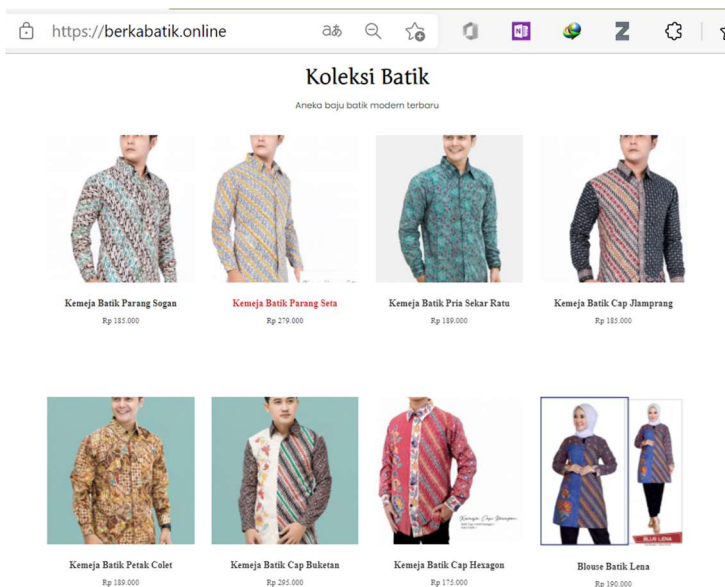 https://berkabatik.online
aあ
N
Z
Koleksi Batik
Aneka baju batik modern terbaru
Kemeja Batik Parang Sogan
Rp 185.000
Kemeja Batik Parang Seta
Rp 279.000
Kemeja Batik Pria Sekar Ratu
Rp 189.000
Kemeja Batik Cap Jlamprang
Rp 185.000
Kemeja Batik Petak Colet
Rp 189.000
Kemeja Batik Cap Buketan
Rp 295.000
Kemeja Batik Cap Hexagon
Rp 175.000
BLUS LENA
Blouse Batik Lena
Rp 190.000